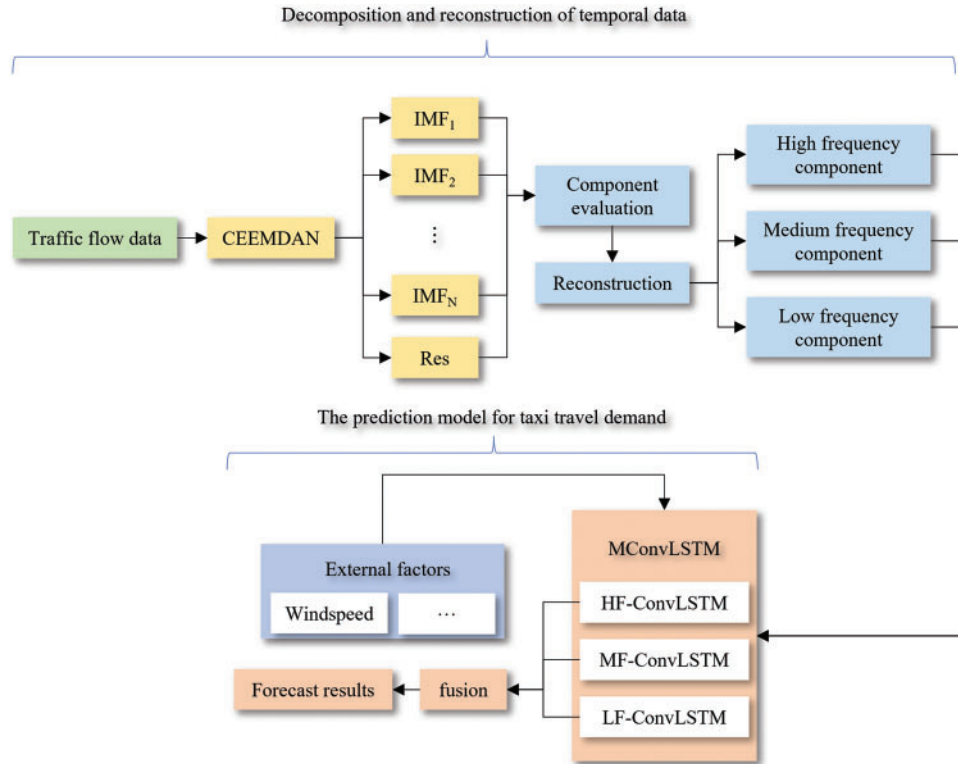 Decomposition and reconstruction of temporal data
IMF₁
IMF₂
⋮
IMF_N
Res
Traffic flow data
CEEMDAN
Component
evaluation
Reconstruction
High frequency
component
Medium frequency
component
Low frequency
component
The prediction model for taxi travel demand
External factors
Windspeed
...
MConvLSTM
HF-ConvLSTM
MF-ConvLSTM
LF-ConvLSTM
fusion
Forecast results